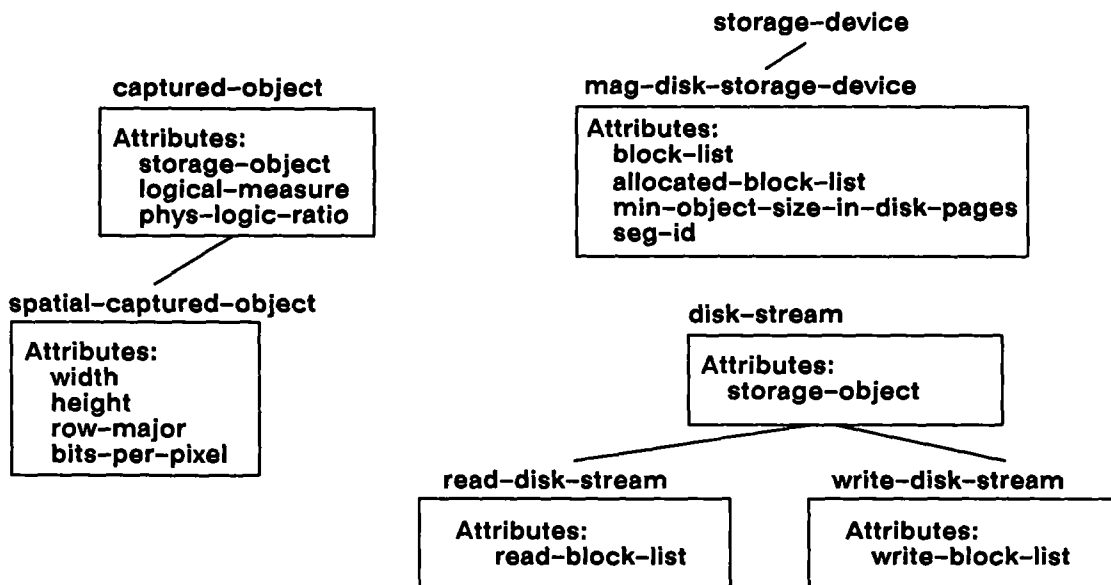 storage-device
captured-object
Attributes:
storage-object
logical-measure
phys-logic-ratio
mag-disk-storage-device
Attributes:
block-list
allocated-block-list
min-object-size-in-disk-pages
seg-id
spatial-captured-object
Attributes:
width
height
row-major
bits-per-pixel
disk-stream
Attributes:
storage-object
read-disk-stream
Attributes:
read-block-list
write-disk-stream
Attributes:
write-block-list